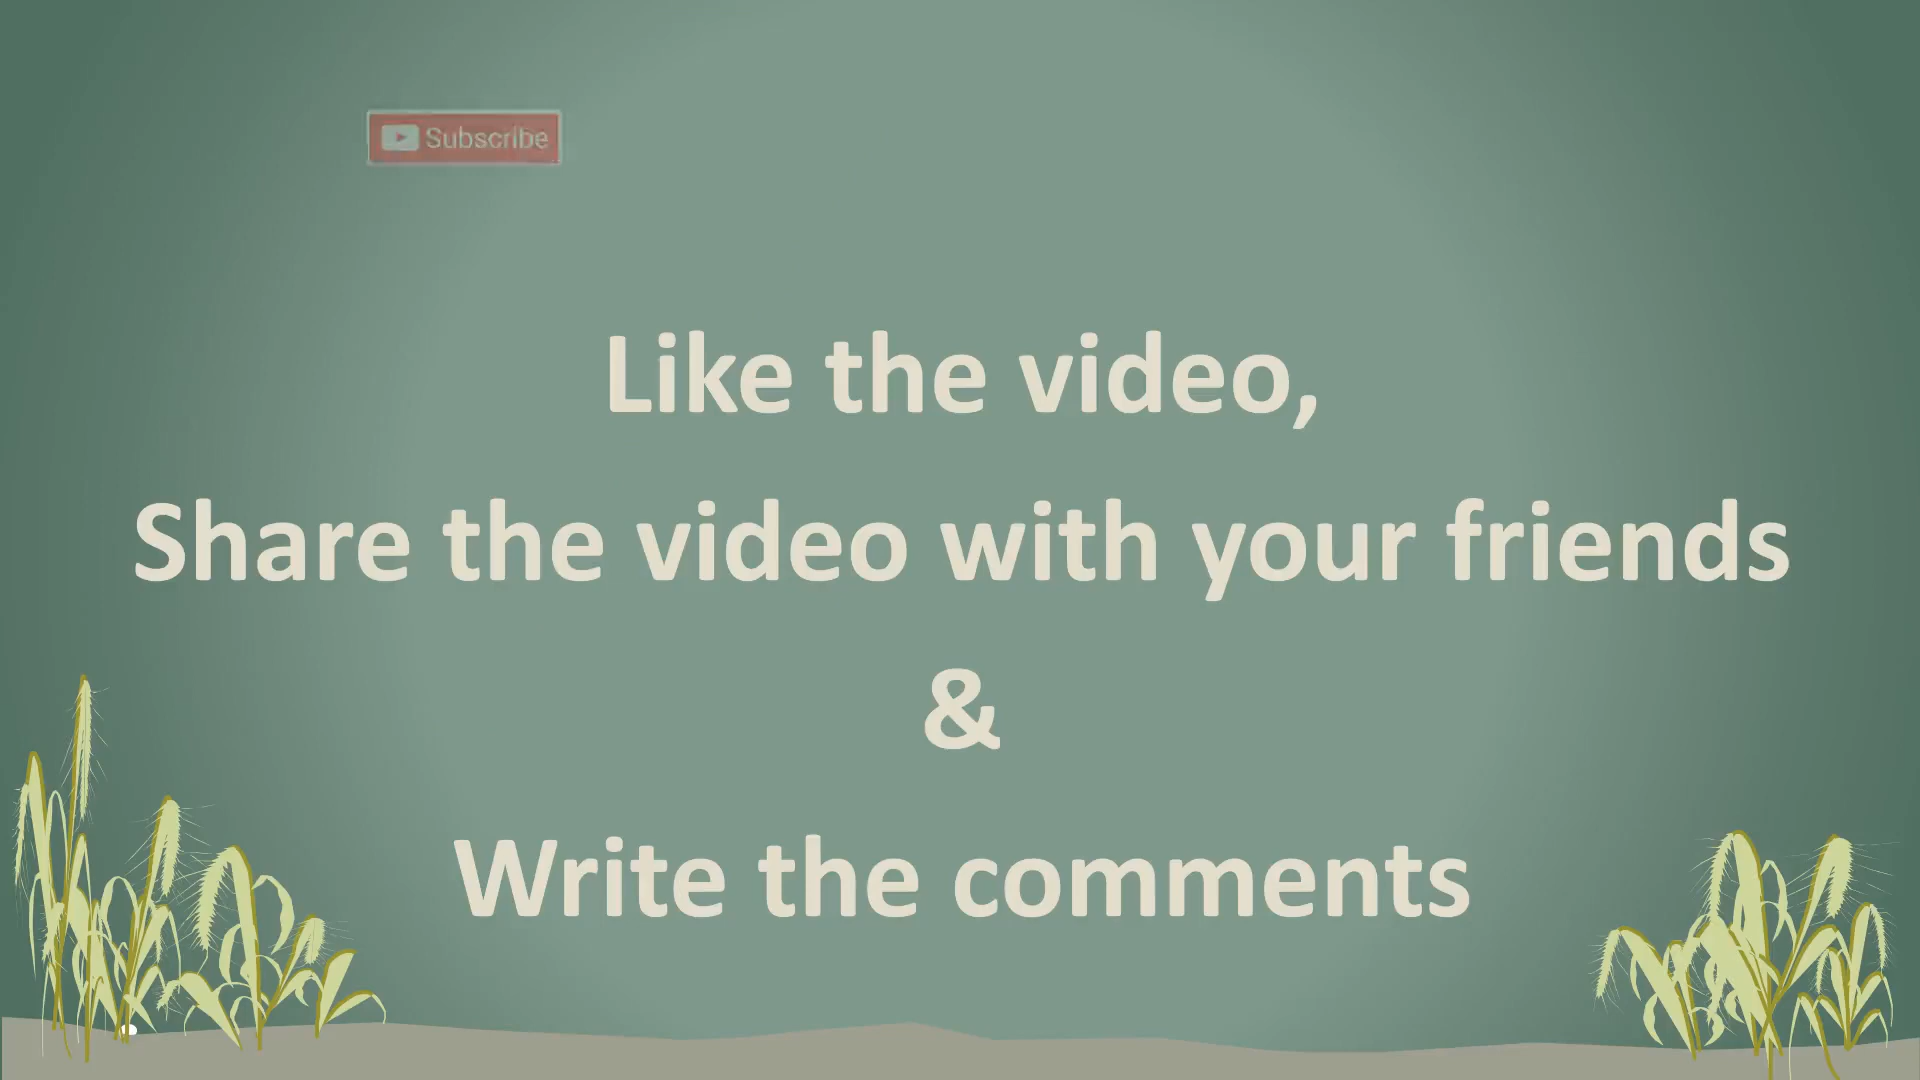 Subscribe
Like the video,
Share the video with your friends
&
Write the comments